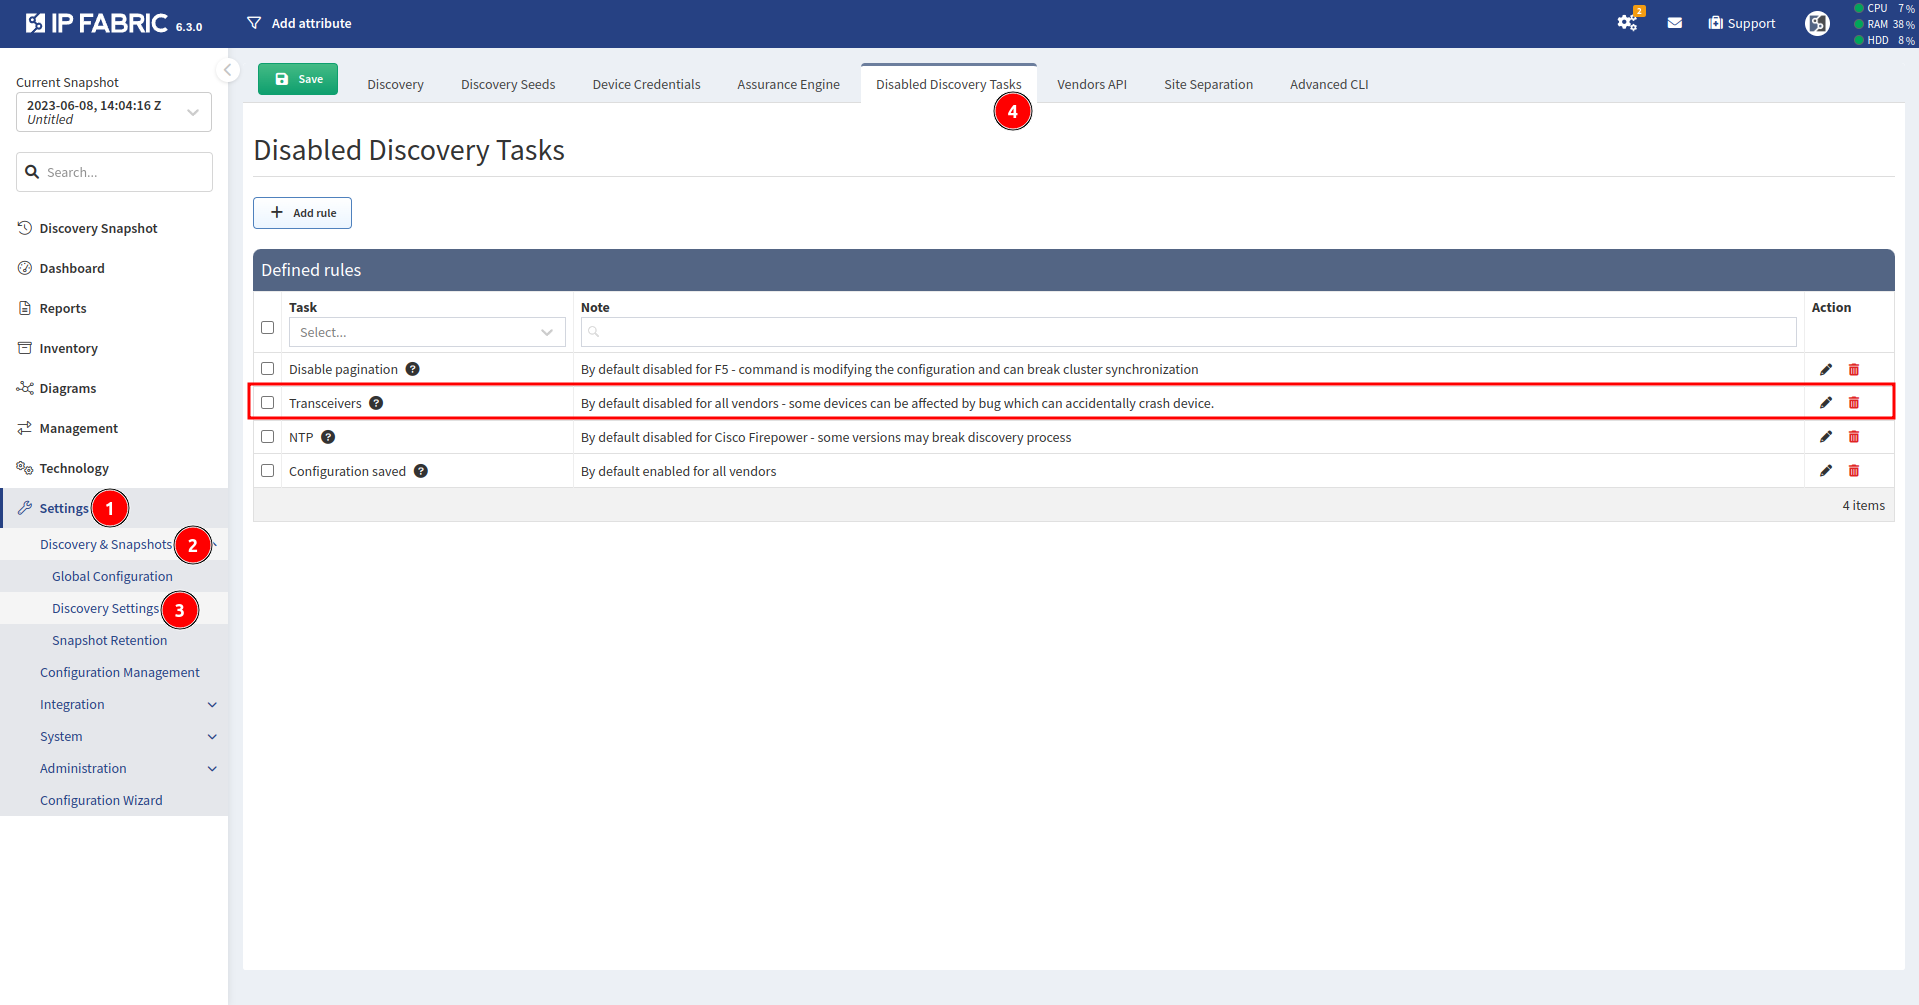 IP FABRIC 6.3.0
Add attribute
2
Support
CPU 7 %
RAM 38 %
HDD 8 %
Current Snapshot
2023-06-08, 14:04:16 Z
Untitled
Search...
Discovery Snapshot
Dashboard
Reports
Inventory
Diagrams
Management
Technology
Settings 1
Discovery & Snapshots 2
Global Configuration
Discovery Settings 3
Snapshot Retention
Configuration Management
Integration
System
Administration
Configuration Wizard
Save
Discovery
Discovery Seeds
Device Credentials
Assurance Engine
Disabled Discovery Tasks
Vendors API
Site Separation
Advanced CLI
4
Disabled Discovery Tasks
Add rule
Defined rules
Task Note Action
Select...
Disable pagination ? By default disabled for F5 - command is modifying the configuration and can break cluster synchronization
Transceivers ? By default disabled for all vendors - some devices can be affected by bug which can accidentally crash device.
NTP ? By default disabled for Cisco Firepower - some versions may break discovery process
Configuration saved ? By default enabled for all vendors
4 items